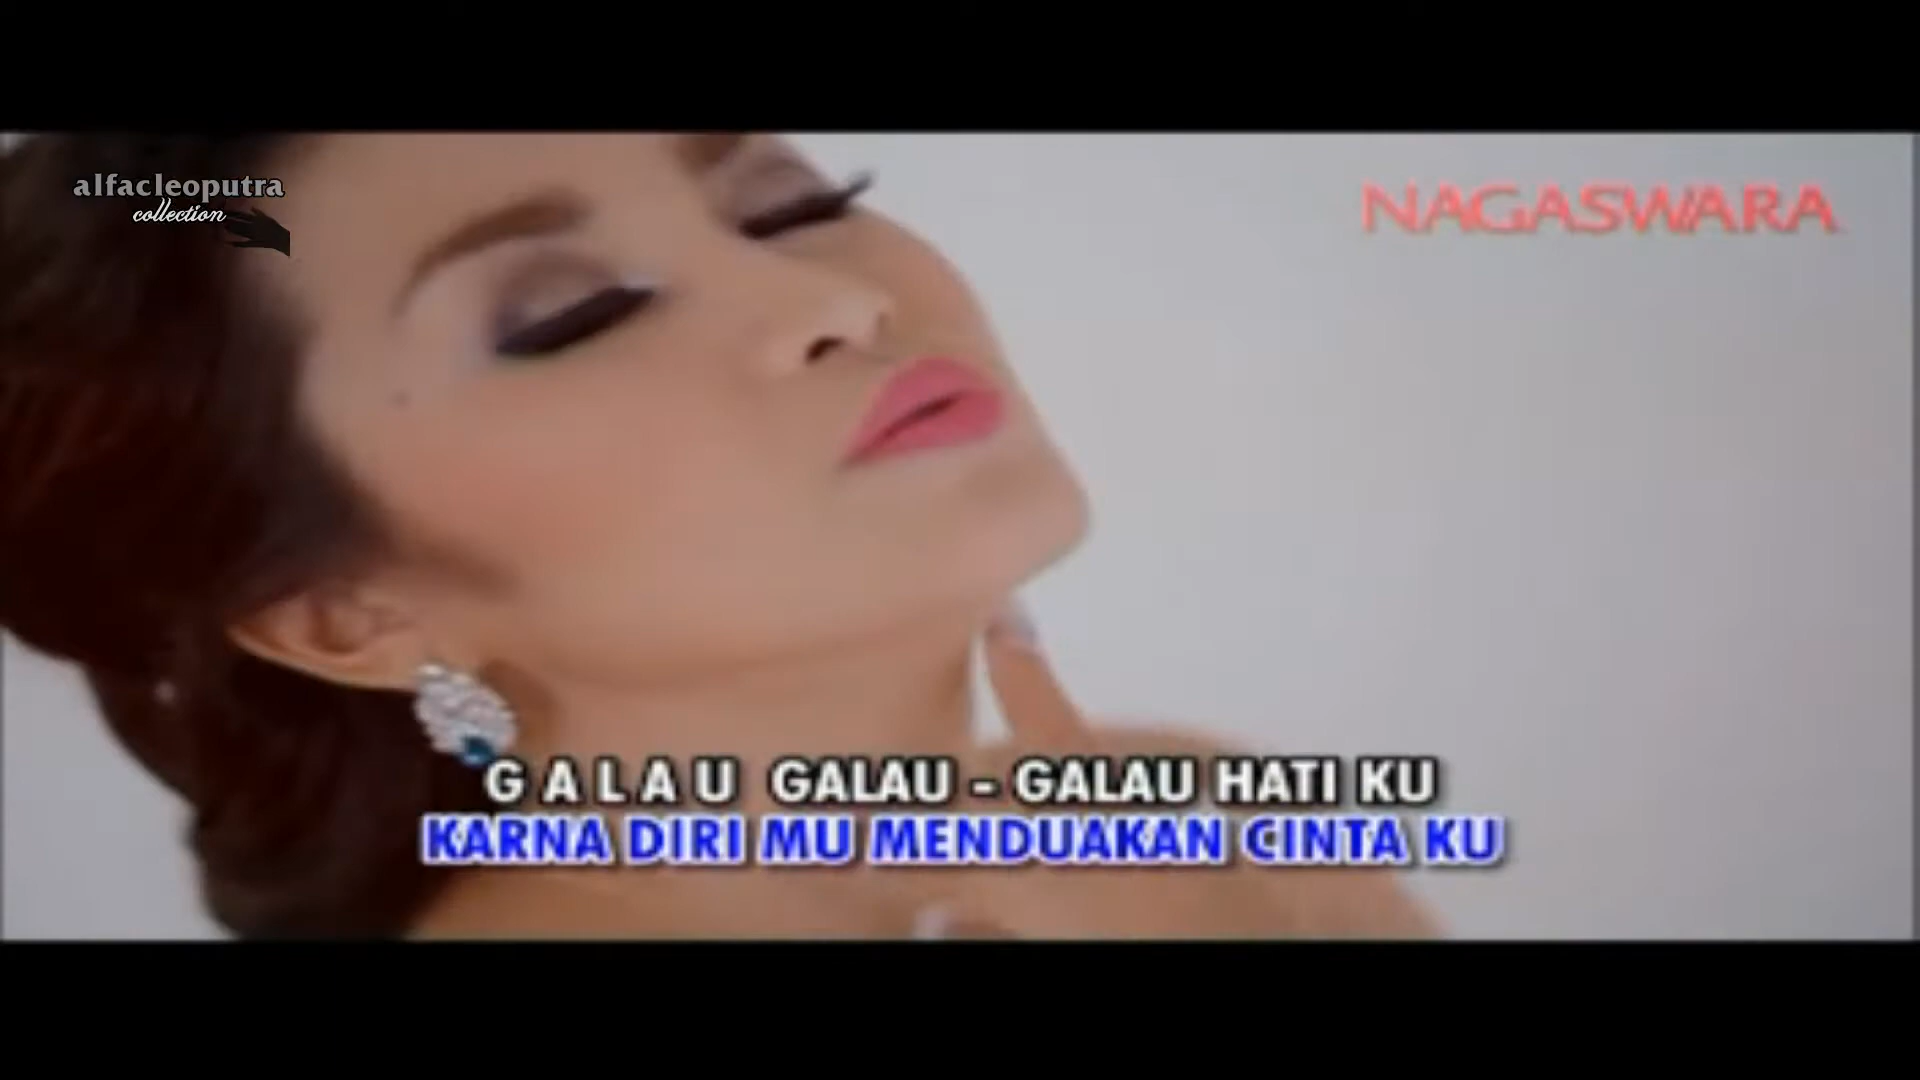 alfacleoputra
collection
NAGASWARA
G A L A U GALAU - GALAU HATI KU
KARNA DIRI MU MENDUAKAN CINTA KU